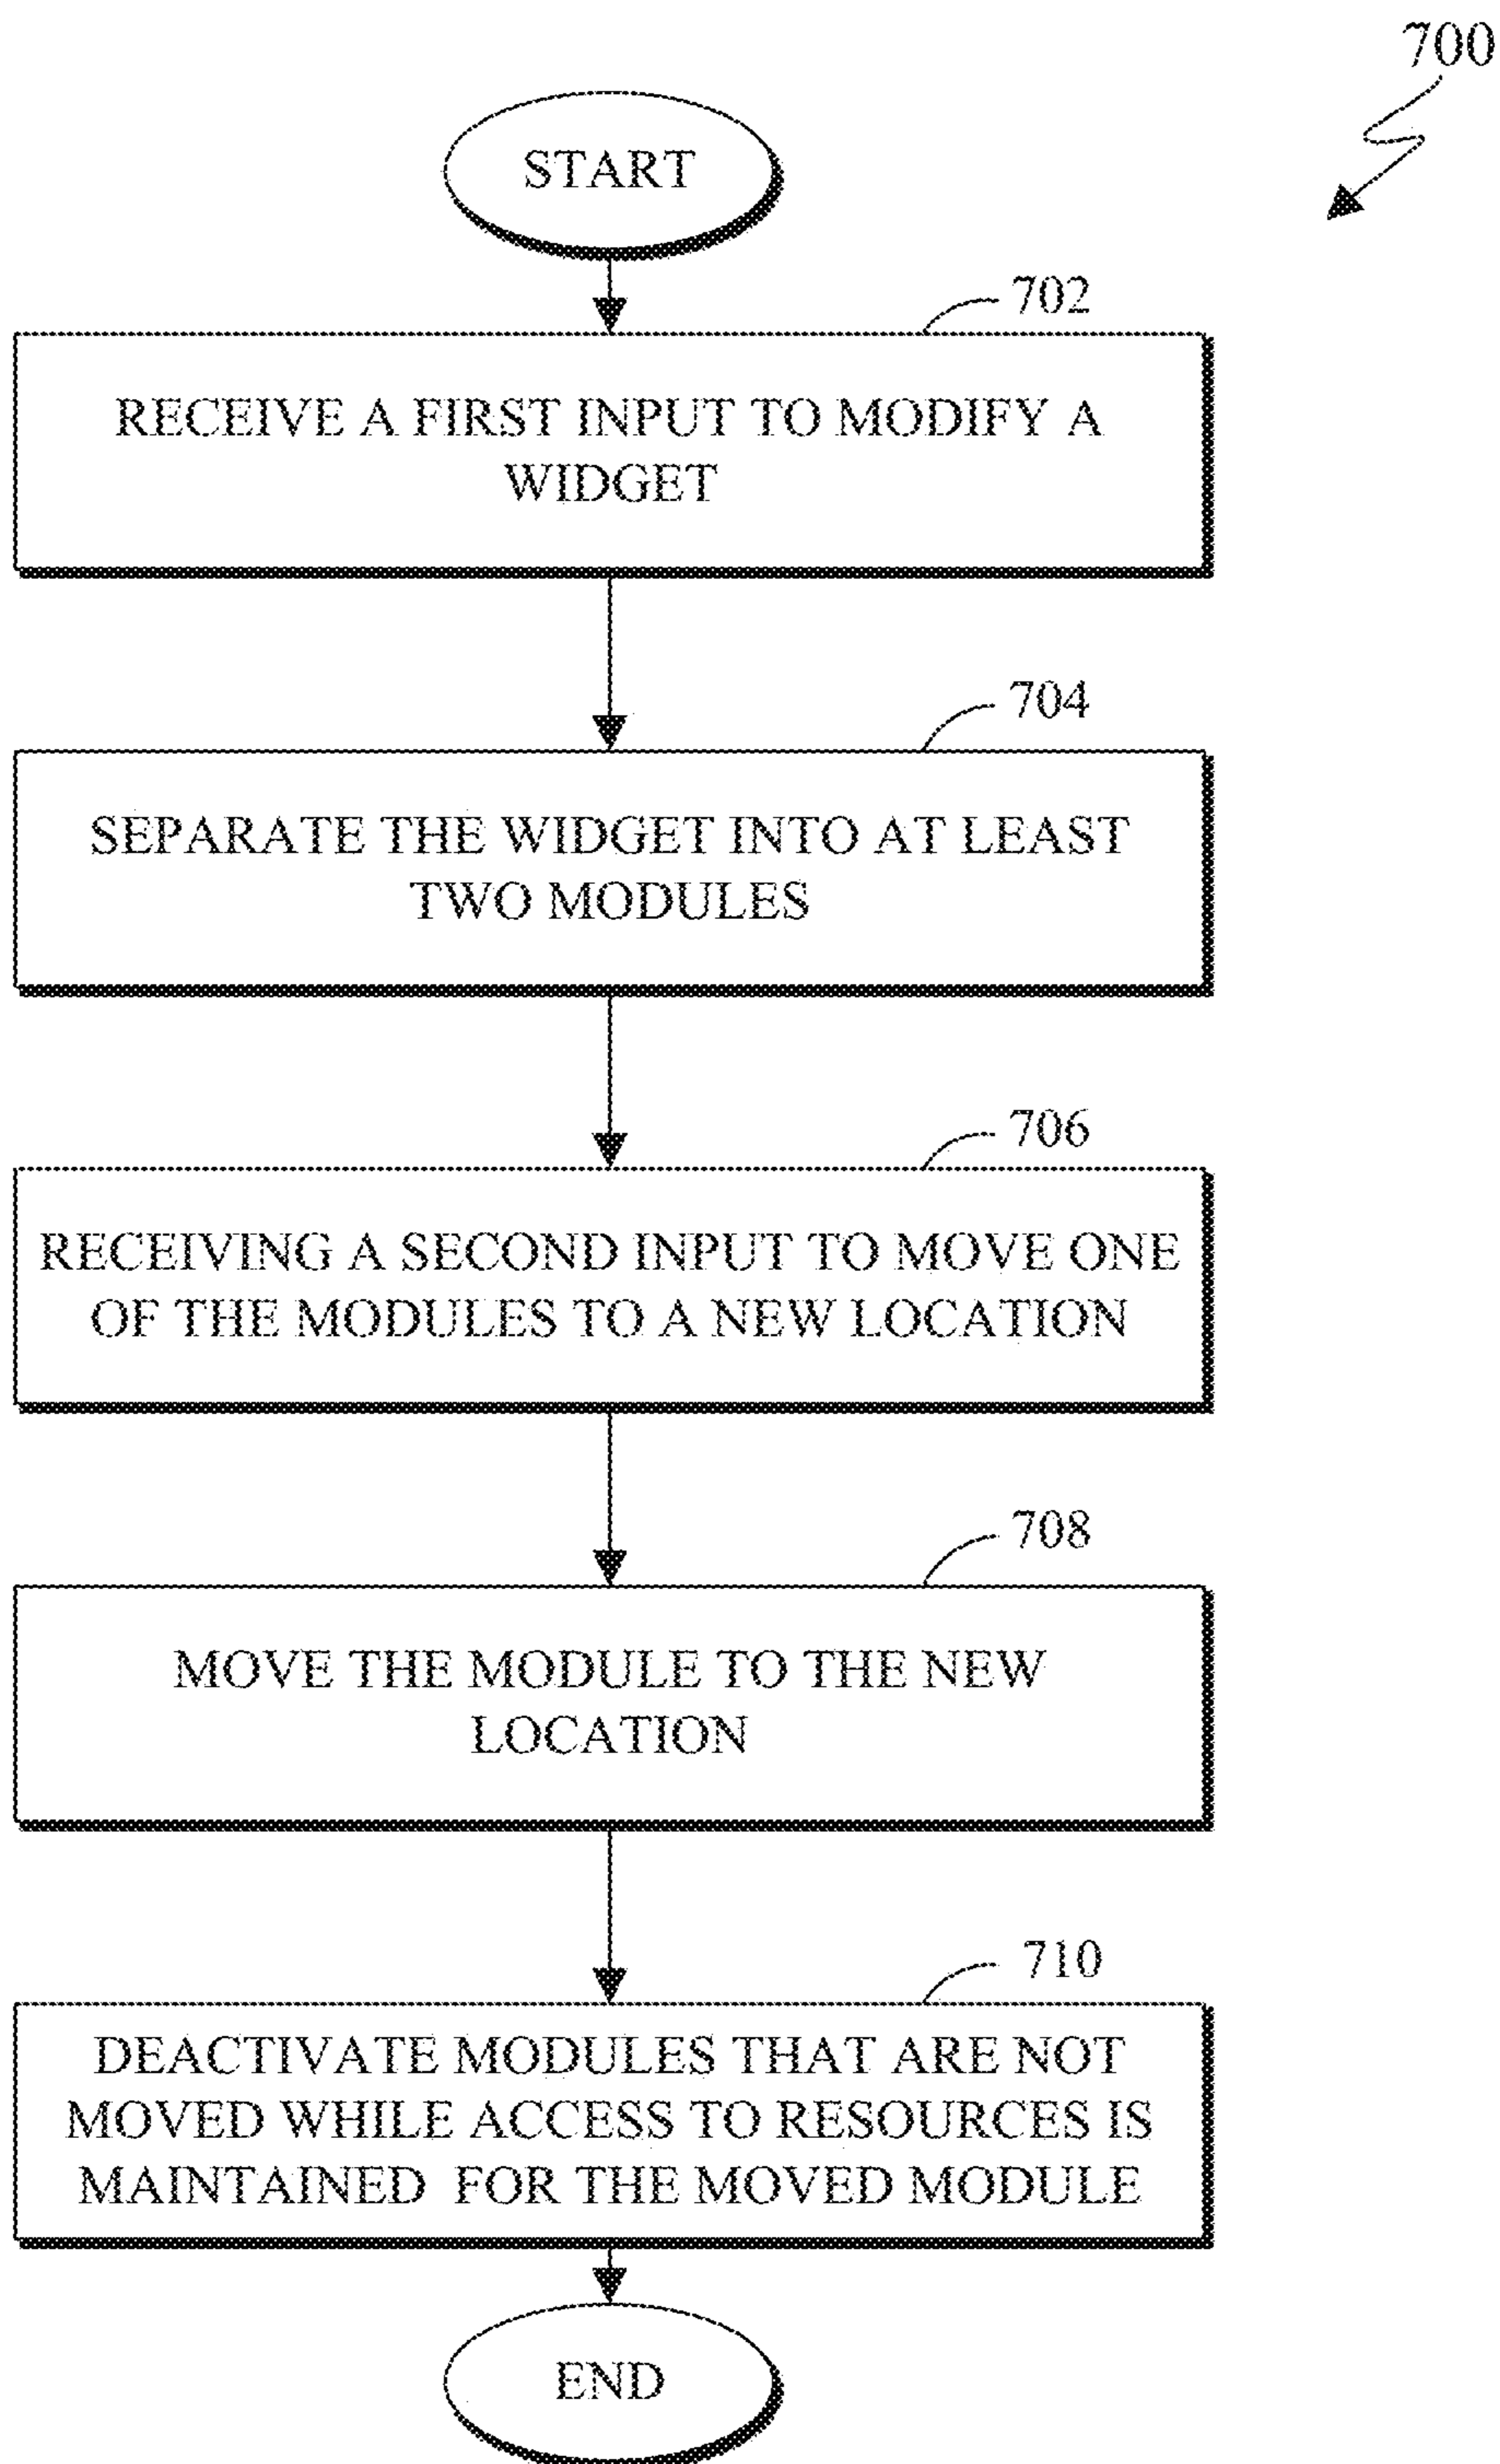 700
START
702
RECEIVE A FIRST INPUT TO MODIFY A
WIDGET
704
SEPARATE THE WIDGET INTO AT LEAST
TWO MODULES
706
RECEIVING A SECOND INPUT TO MOVE ONE
OF THE MODULES TO A NEW LOCATION
708
MOVE THE MODULE TO THE NEW
LOCATION
710
DEACTIVATE MODULES THAT ARE NOT
MOVED WHILE ACCESS TO RESOURCES IS
MAINTAINED FOR THE MOVED MODULE
END